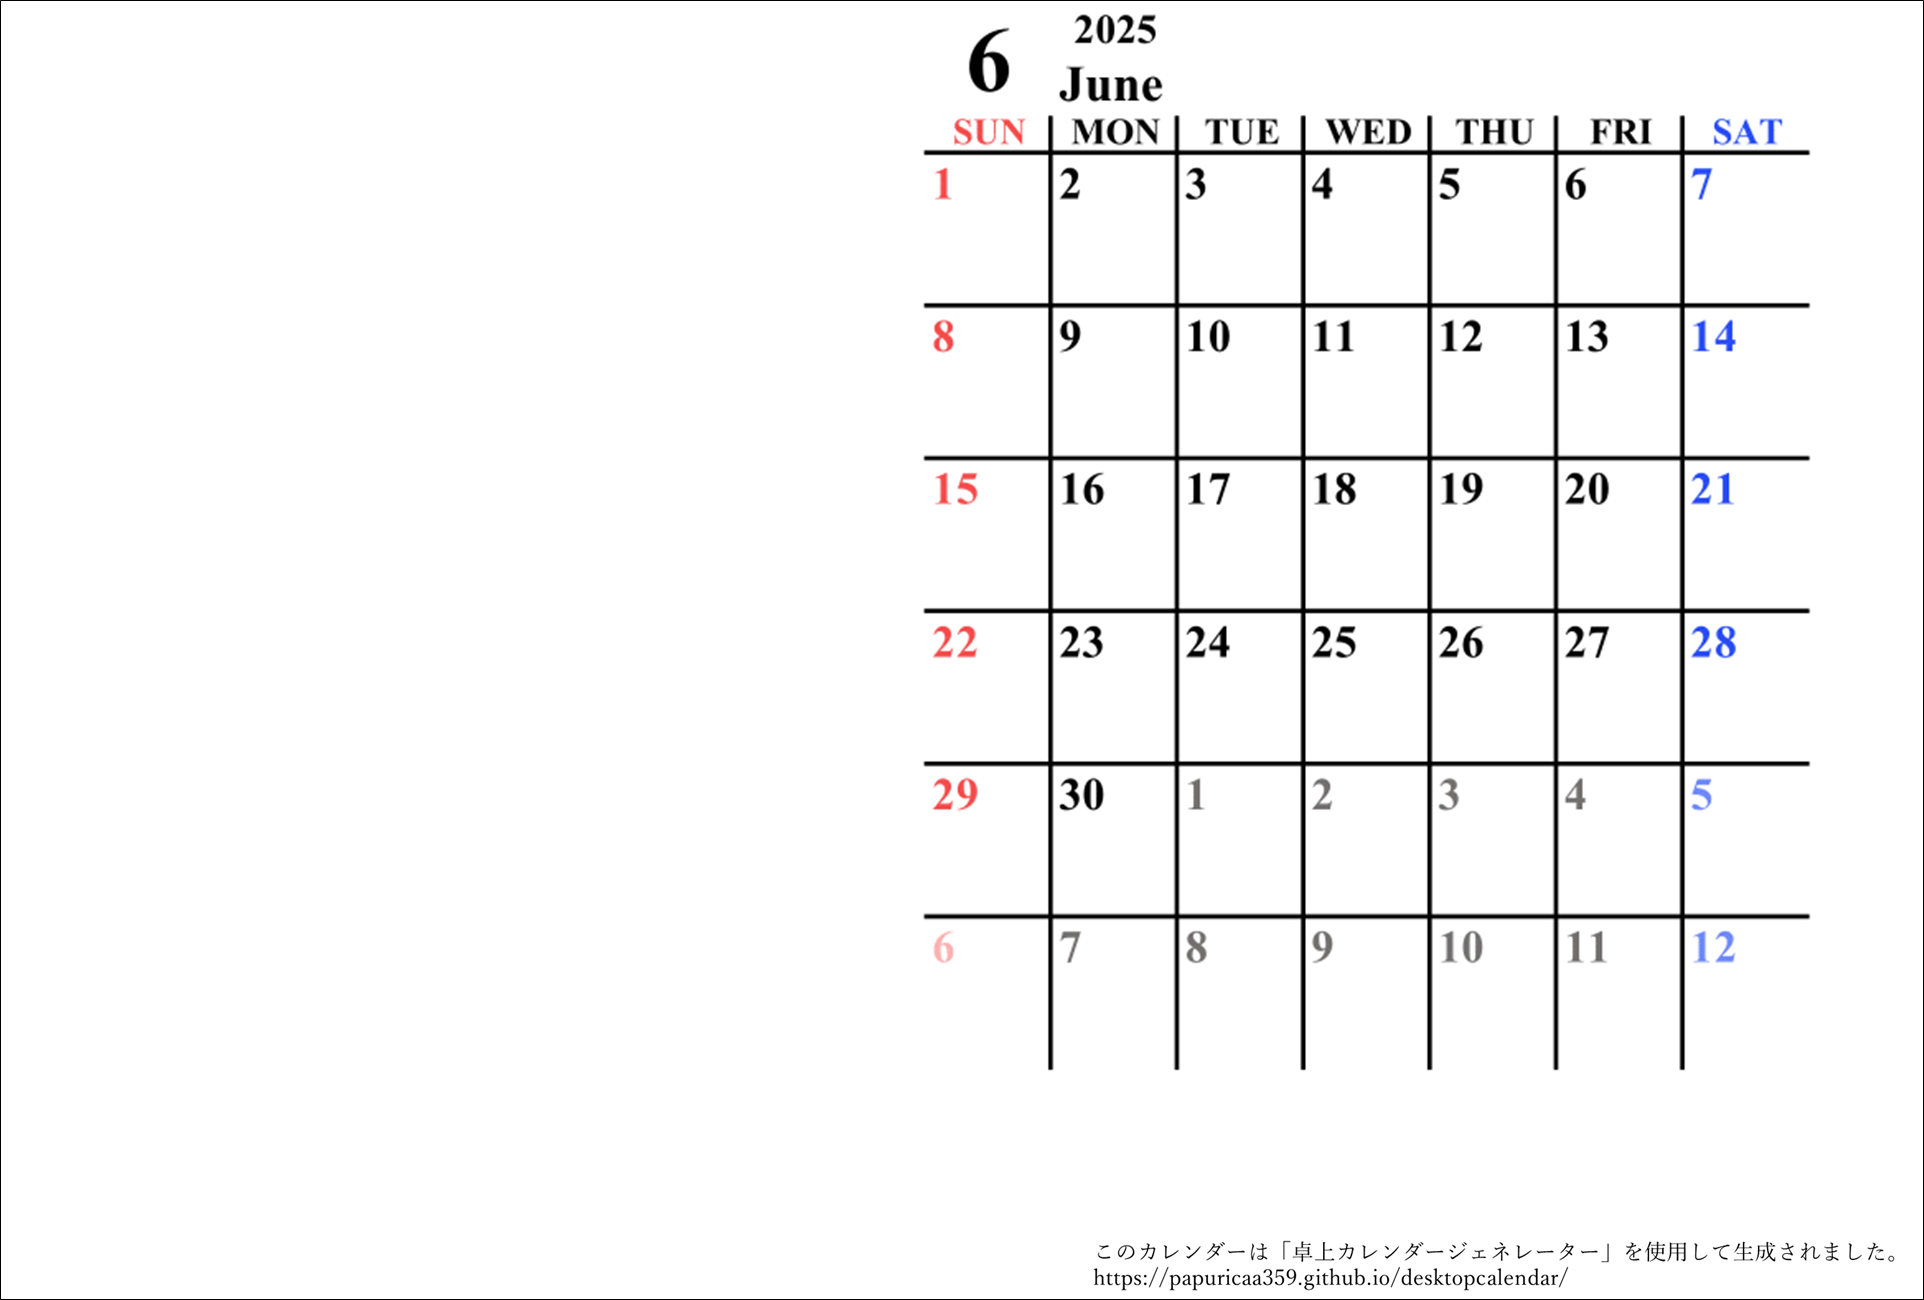 6
2025
June
SUN MON TUE WED THU FRI SAT
1 2 3 4 5 6 7
8 9 10 11 12 13 14
15 16 17 18 19 20 21
22 23 24 25 26 27 28
29 30 1 2 3 4 5
6 7 8 9 10 11 12
このカレンダーは「卓上カレンダージェネレーター」を使用して生成されました。
https://papuricaa359.github.io/desktopcalendar/